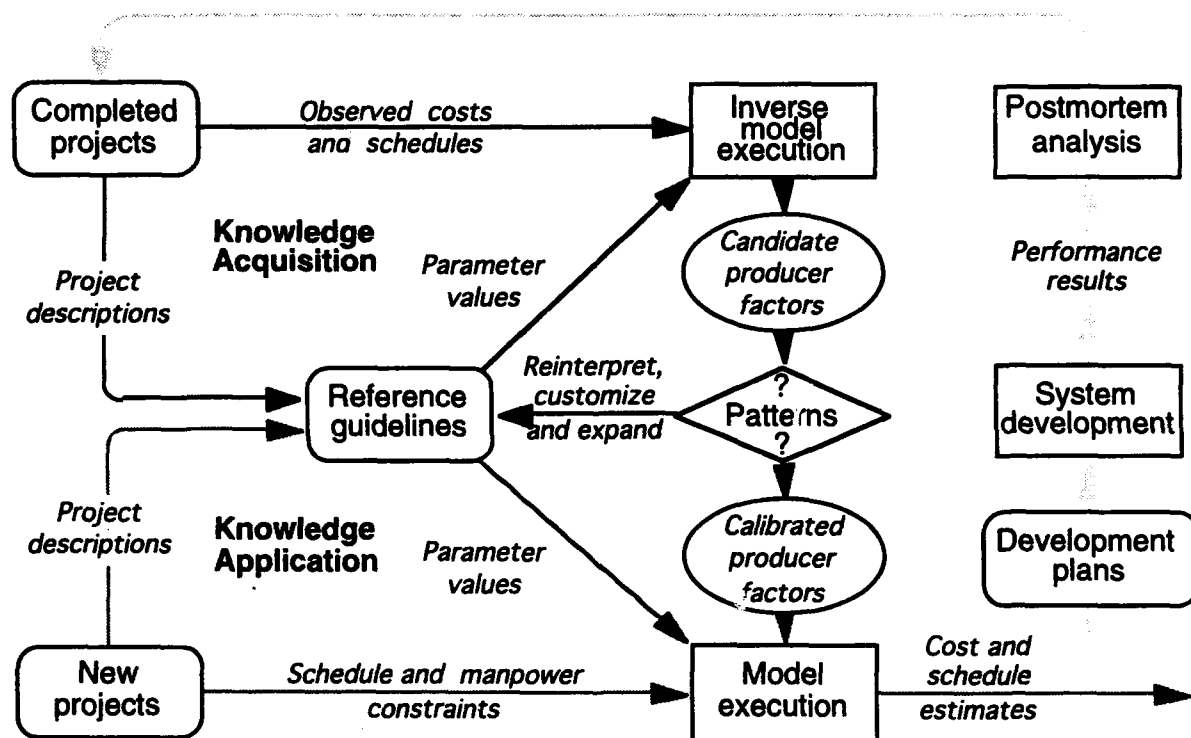 Completed
projects
Observed costs
and schedules
Inverse
model
execution
Postmortem
analysis
Knowledge
Acquisition
Project
descriptions
Parameter
values
Candidate
producer
factors
Performance
results
Reference
guidelines
Reinterpret,
customize
and expand
?
Patterns
?
System
development
Project
descriptions
Knowledge
Application
Parameter
values
Calibrated
producer
factors
Development
plans
New
projects
Schedule and manpower
constraints
Model
execution
Cost and
schedule
estimates